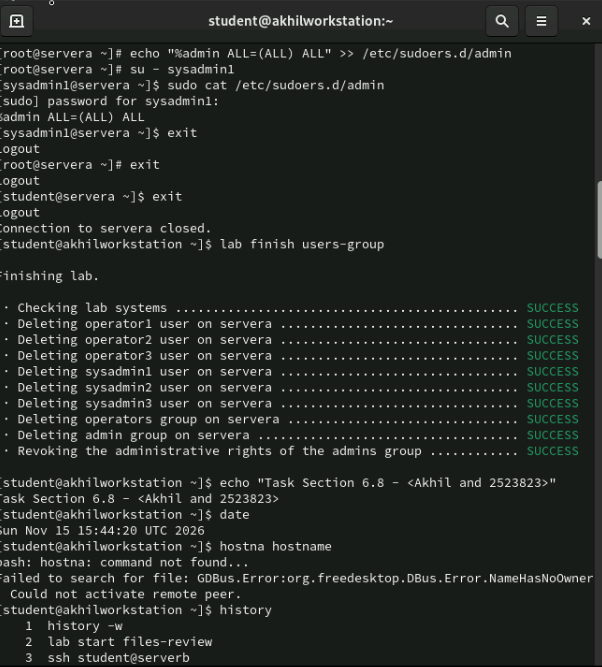 student@akhilworkstation:~
[root@servera ~]# echo "%admin ALL=(ALL) ALL" >> /etc/sudoers.d/admin
[root@servera ~]# su - sysadmin1
[sysadmin1@servera ~]$ sudo cat /etc/sudoers.d/admin
[sudo] password for sysadmin1:
%admin ALL=(ALL) ALL
[sysadmin1@servera ~]$ exit
logout
[root@servera ~]# exit
logout
[student@servera ~]$ exit
logout
Connection to servera closed.
[student@akhilworkstation ~]$ lab finish users-group
Finishing lab.
· Checking lab systems .............................................. SUCCESS
· Deleting operator1 user on servera ................................ SUCCESS
· Deleting operator2 user on servera ................................ SUCCESS
· Deleting operator3 user on servera ................................ SUCCESS
· Deleting sysadmin1 user on servera ................................ SUCCESS
· Deleting sysadmin2 user on servera ................................ SUCCESS
· Deleting sysadmin3 user on servera ................................ SUCCESS
· Deleting operators group on servera ............................... SUCCESS
· Deleting admin group on servera ................................... SUCCESS
· Revoking the administrative rights of the admins group ............ SUCCESS
[student@akhilworkstation ~]$ echo "Task Section 6.8 - <Akhil and 2523823>"
Task Section 6.8 - <Akhil and 2523823>
[student@akhilworkstation ~]$ date
Sun Nov 15 15:44:20 UTC 2026
[student@akhilworkstation ~]$ hostna hostname
bash: hostna: command not found...
Failed to search for file: GDBus.Error:org.freedesktop.DBus.Error.NameHasNoOwner
Could not activate remote peer.
[student@akhilworkstation ~]$ history
1 history -w
2 lab start files-review
3 ssh student@serverb